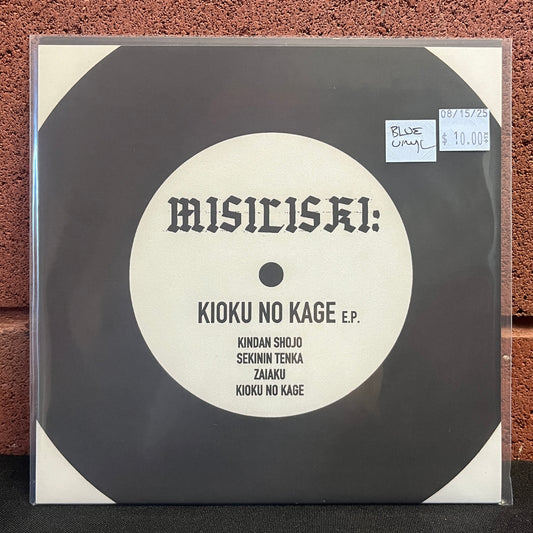 08/15/25
$ 10.00
BLUE
VINYL
MISILISKI:
KIOKU NO KAGE E.P.
KINDAN SHOJO
SEKININ TENKA
ZAIAKU
KIOKU NO KAGE